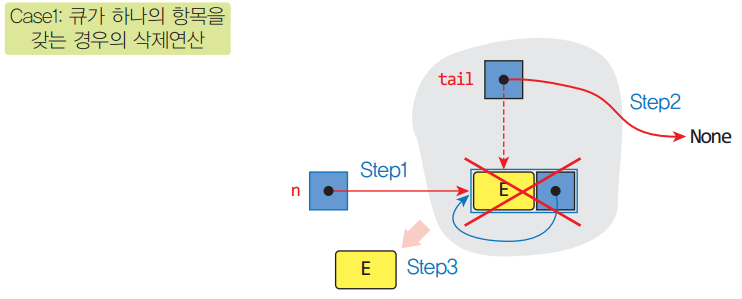 Case1: 큐가 하나의 항목을
갖는 경우의 삭제연산
tail
Step2
None
Step1
n
E
E
Step3